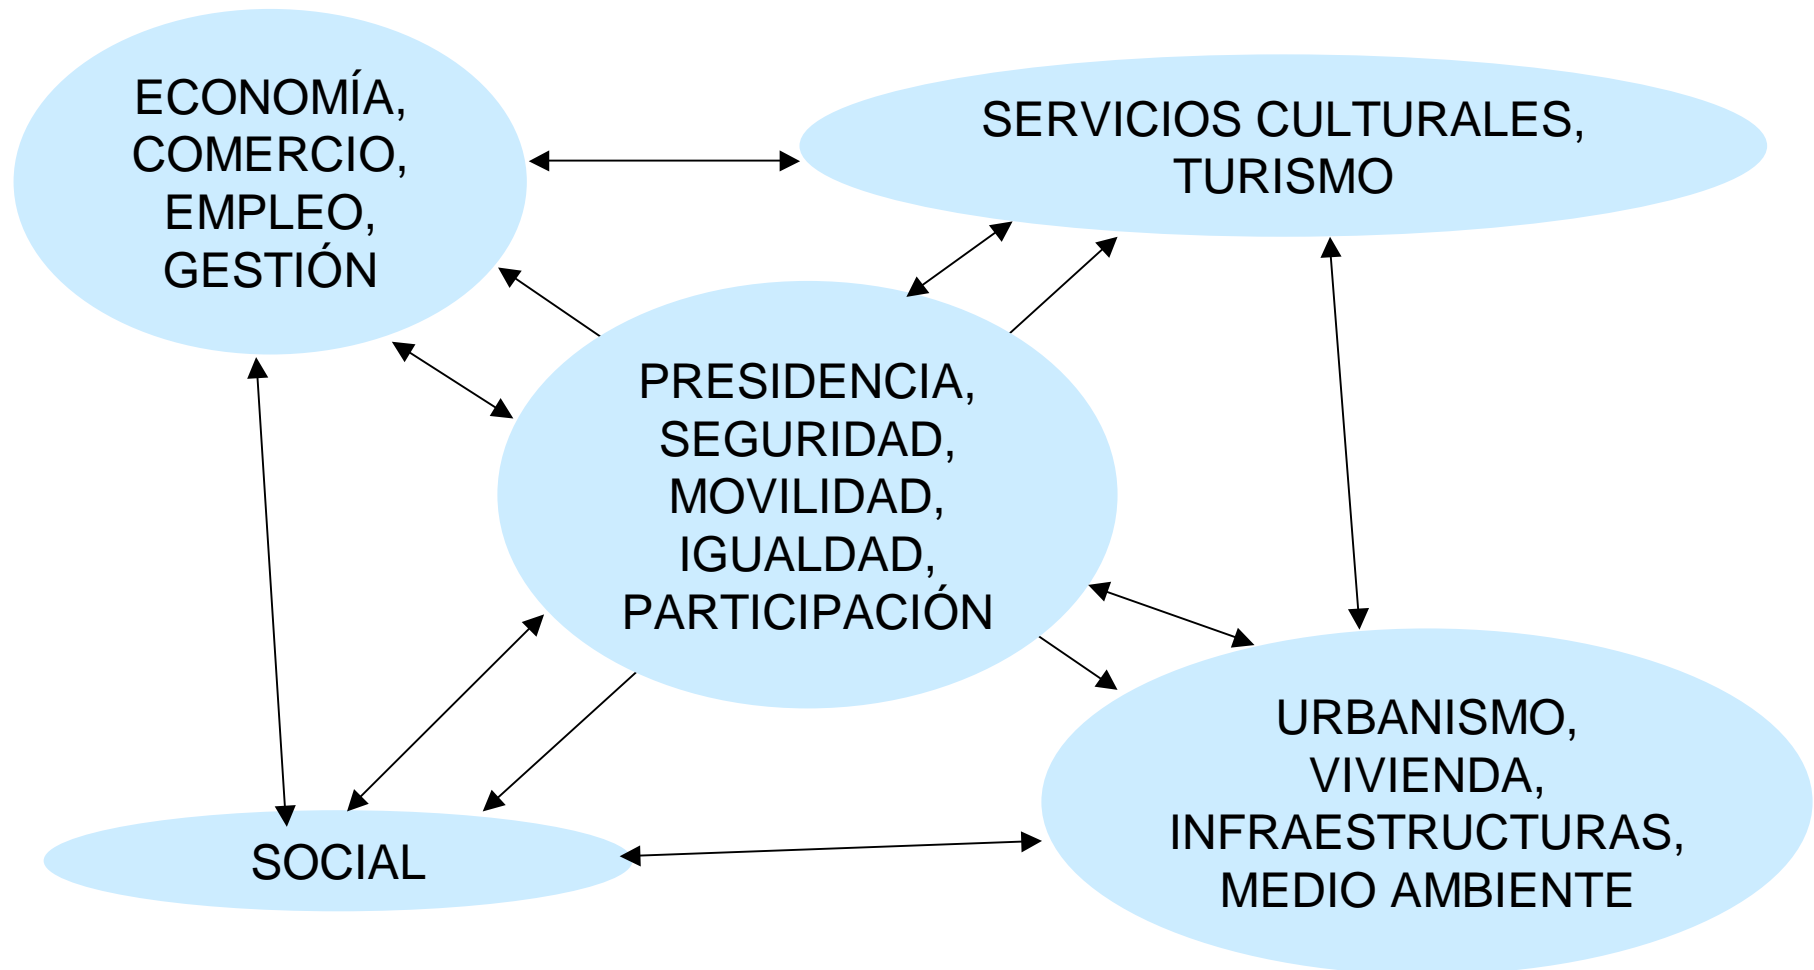 ECONOMÍA,
COMERCIO,
EMPLEO,
GESTIÓN
SERVICIOS CULTURALES,
TURISMO
PRESIDENCIA,
SEGURIDAD,
MOVILIDAD,
IGUALDAD,
PARTICIPACIÓN
SOCIAL
URBANISMO,
VIVIENDA,
INFRAESTRUCTURAS,
MEDIO AMBIENTE